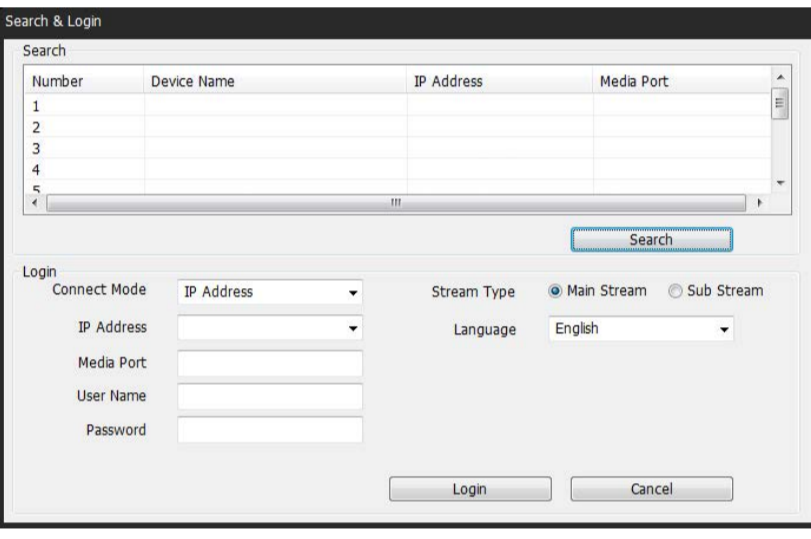 Search & Login
Search
Number Device Name IP Address Media Port
1
2
3
4
5
Search
Login
Connect Mode IP Address Stream Type Main Stream Sub Stream
IP Address Language English
Media Port
User Name
Password
Login Cancel